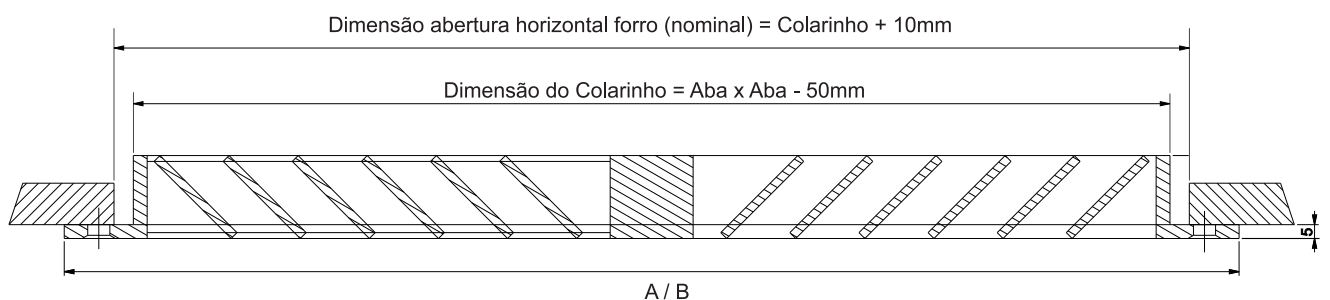 Dimensão abertura horizontal forro (nominal) = Colarinho + 10mm
Dimensão do Colarinho = Aba x Aba - 50mm
5
A / B